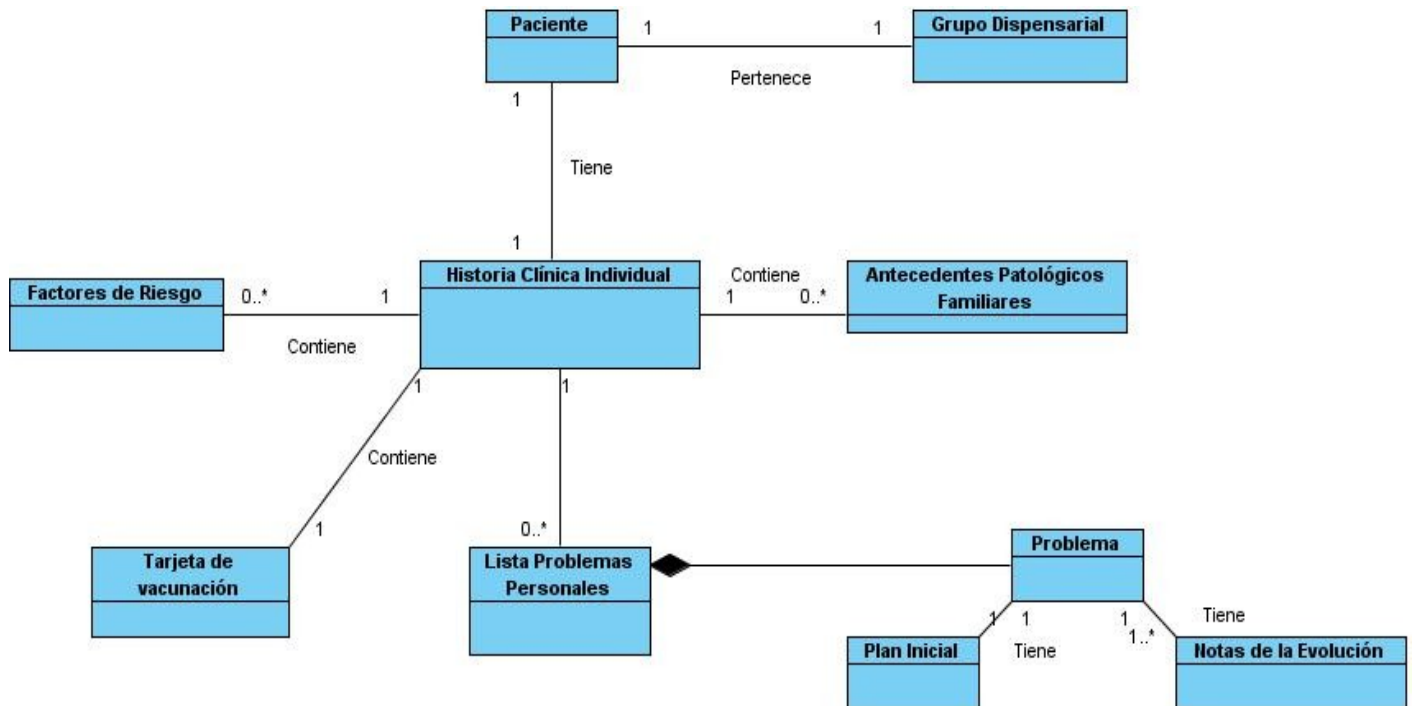 Paciente
1
1
Grupo Dispensarial
Pertenece
1
Tiene
1
Factores de Riesgo
0..*
1
Contiene
Historia Clínica Individual
Contiene
1
0..*
Antecedentes Patológicos
Familiares
1
Contiene
1
1
0..*
Tarjeta de
vacunación
Lista Problemas
Personales
Problema
1
1
Tiene
1
1..*
Tiene
Plan Inicial
Notas de la Evolución